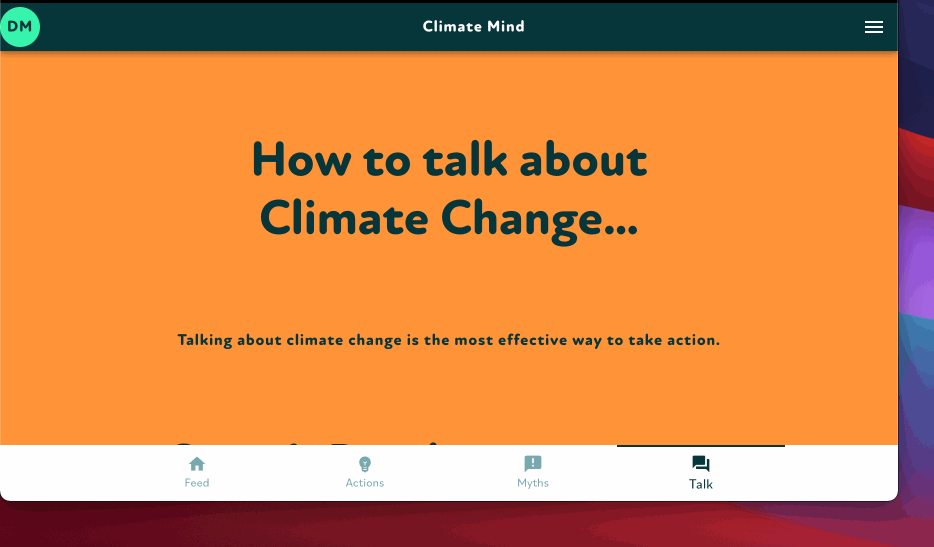 DM
Climate Mind
How to talk about
Climate Change...
Talking about climate change is the most effective way to take action.
Feed
Actions
Myths
Talk